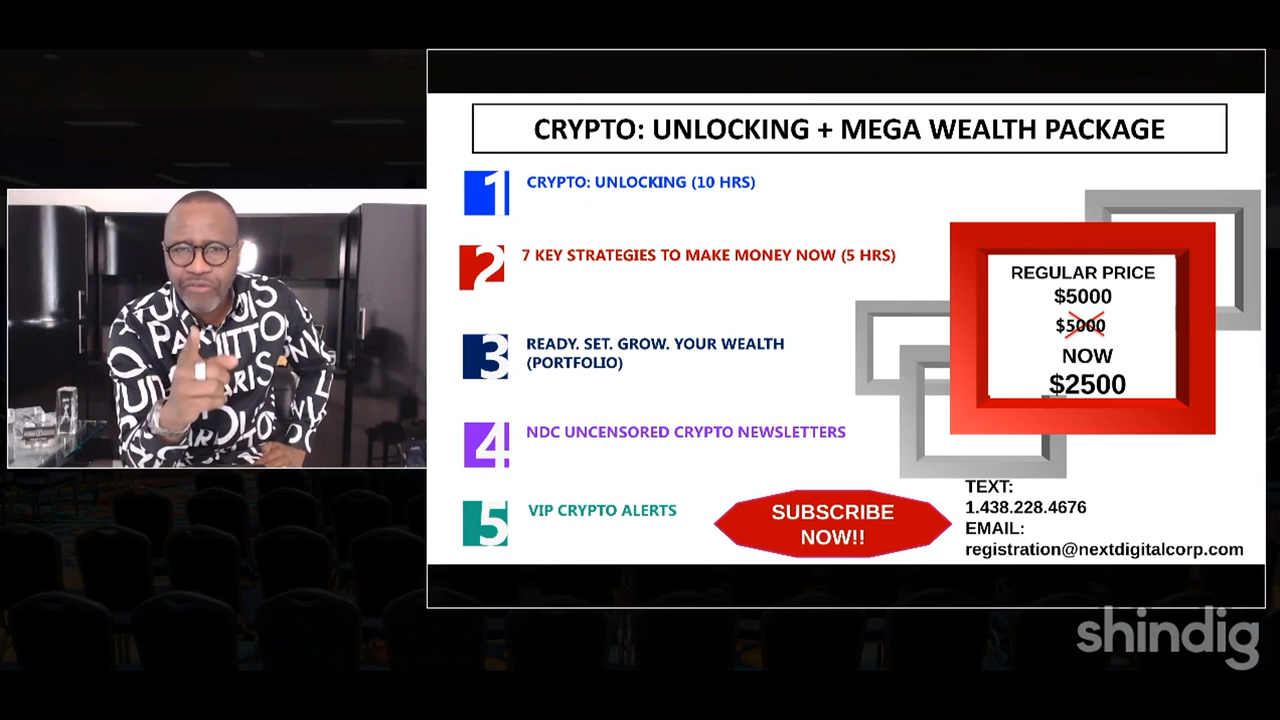 CRYPTO: UNLOCKING + MEGA WEALTH PACKAGE
1 CRYPTO: UNLOCKING (10 HRS)
2 7 KEY STRATEGIES TO MAKE MONEY NOW (5 HRS)
3 READY. SET. GROW. YOUR WEALTH
(PORTFOLIO)
4 NDC UNCENSORED CRYPTO NEWSLETTERS
5 VIP CRYPTO ALERTS
REGULAR PRICE
$5000
$5000
NOW
$2500
SUBSCRIBE
NOW!!
TEXT:
1.438.228.4676
EMAIL:
registration@nextdigitalcorp.com
shindig